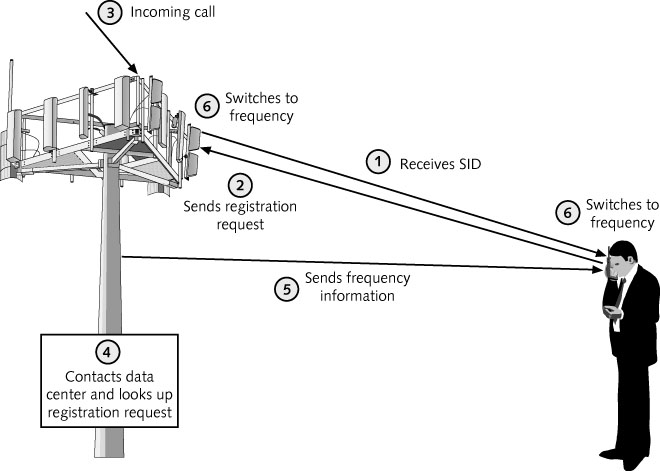 3 Incoming call
6 Switches to
frequency
1 Receives SID
2
Sends registration
request
6 Switches to
frequency
5 Sends frequency
information
4
Contacts data
center and looks up
registration request